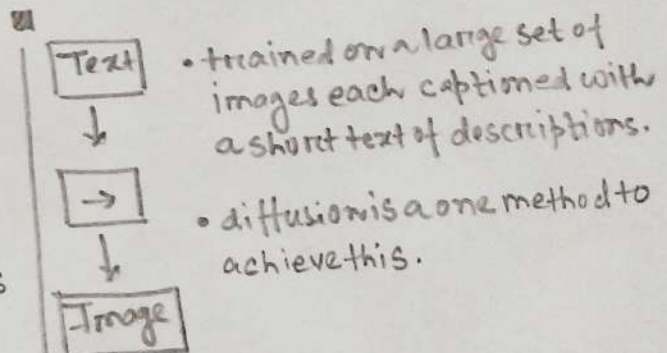 Text
• trained on a large set of
images each captioned with
a short text of descriptions.
→
• diffusion is a one method to
achieve this.
Image